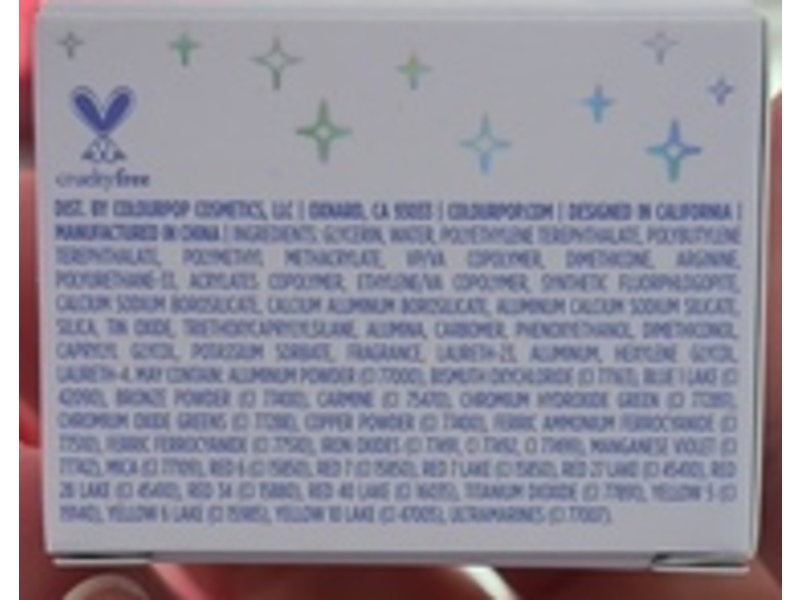 crueltyfree
DIST. BY COLOURPOP COSMETICS, LLC | OXNARD, CA 93033 | COLOURPOP.COM | DESIGNED IN CALIFORNIA |
MANUFACTURED IN CHINA | INGREDIENTS: GLYCERIN, WATER, POLYETHYLENE TEREPHTHALATE, POLYBUTYLENE
TEREPHTHALATE, POLYMETHYL METHACRYLATE, VP/VA COPOLYMER, DIMETHICONE, ARGININE,
POLYURETHANE-33, ACRYLATES COPOLYMER, ETHYLENE/VA COPOLYMER, SYNTHETIC FLUORPHLOGOPITE,
CALCIUM SODIUM BOROSILICATE, CALCIUM ALUMINUM BOROSILICATE, ALUMINUM CALCIUM SODIUM SILICATE,
SILICA, TIN OXIDE, TRIETHOXYCAPRYLYLSILANE, ALUMINA, CARBOMER, PHENOXYETHANOL, DIMETHICONOL,
CAPRYLYL GLYCOL, POTASSIUM SORBATE, FRAGRANCE, LAURETH-23, ALUMINUM, HEXYLENE GLYCOL,
LAURETH-4. MAY CONTAIN: ALUMINUM POWDER (CI 77000), BISMUTH OXYCHLORIDE (CI 77163), BLUE 1 LAKE (CI
42090), BRONZE POWDER (CI 77400), CARMINE (CI 75470), CHROMIUM HYDROXIDE GREEN (CI 77289),
CHROMIUM OXIDE GREENS (CI 77288), COPPER POWDER (CI 77400), FERRIC AMMONIUM FERROCYANIDE (CI
77510), FERRIC FERROCYANIDE (CI 77510), IRON OXIDES (CI 77491, CI 77492, CI 77499), MANGANESE VIOLET (CI
77742), MICA (CI 77019), RED 6 (CI 15850), RED 7 (CI 15850), RED 7 LAKE (CI 15850), RED 27 LAKE (CI 45410), RED
28 LAKE (CI 45410), RED 34 (CI 15880), RED 40 LAKE (CI 16035), TITANIUM DIOXIDE (CI 77891), YELLOW 5 (CI
19140), YELLOW 6 LAKE (CI 15985), YELLOW 10 LAKE (CI 47005), ULTRAMARINES (CI 77007).